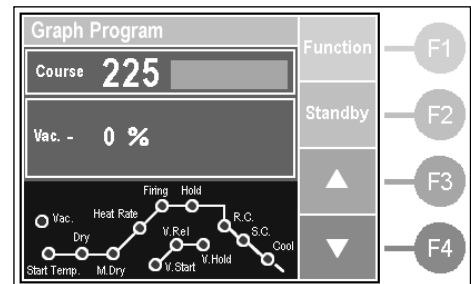 Graph Program
Function
F1
Course 225
Standby
F2
Vac. - 0 %
F3
Firing Hold
Vac. Heat Rate R.C.
Dry V.Rel S.C.
Cool
V.Hold
Start Temp. M.Dry V.Start
F4